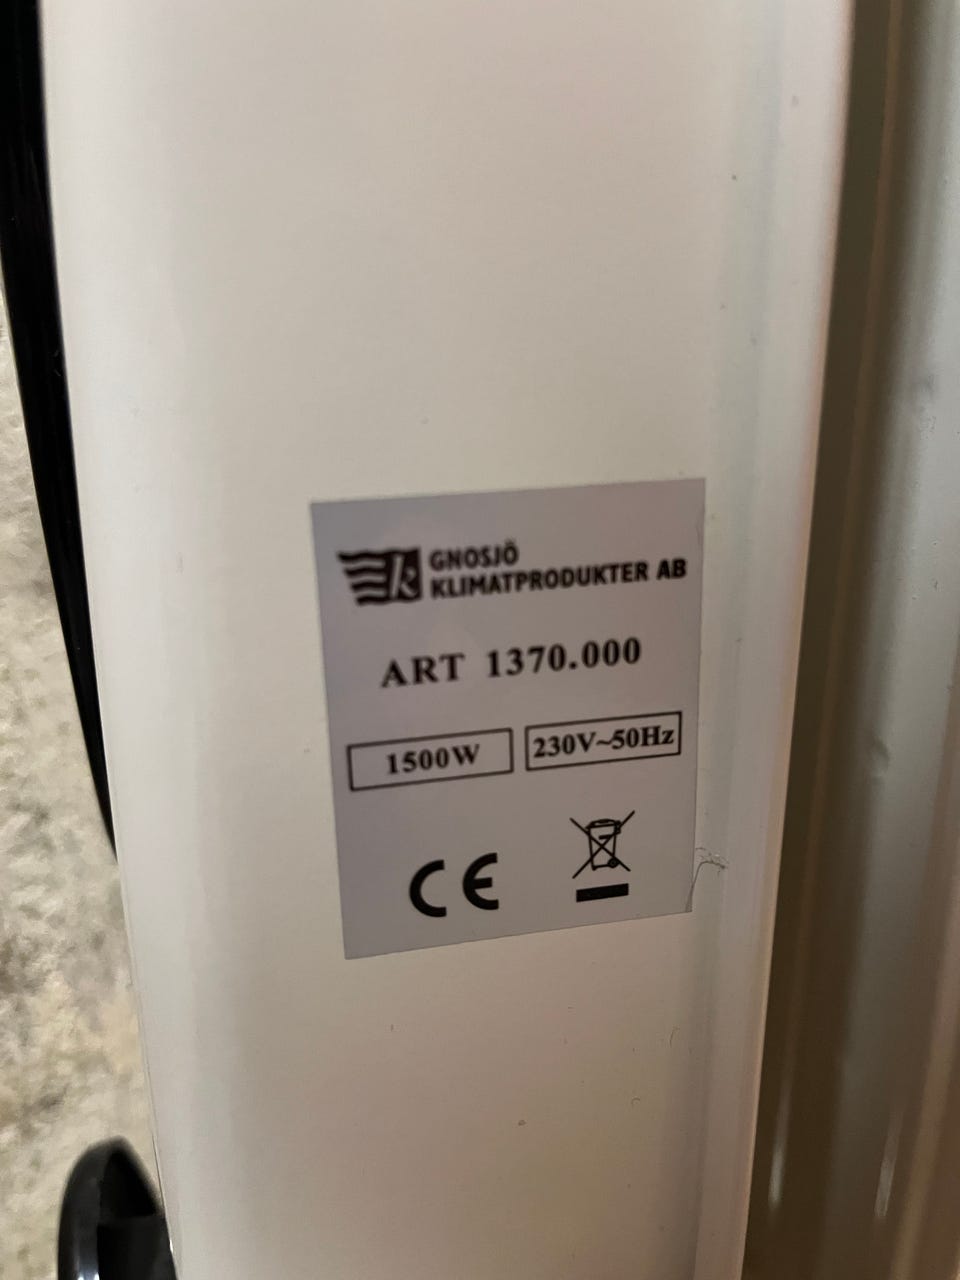 GNOSJÖ
KLIMATPRODUKTER AB
ART 1370.000
1500W 230V~50Hz
CE